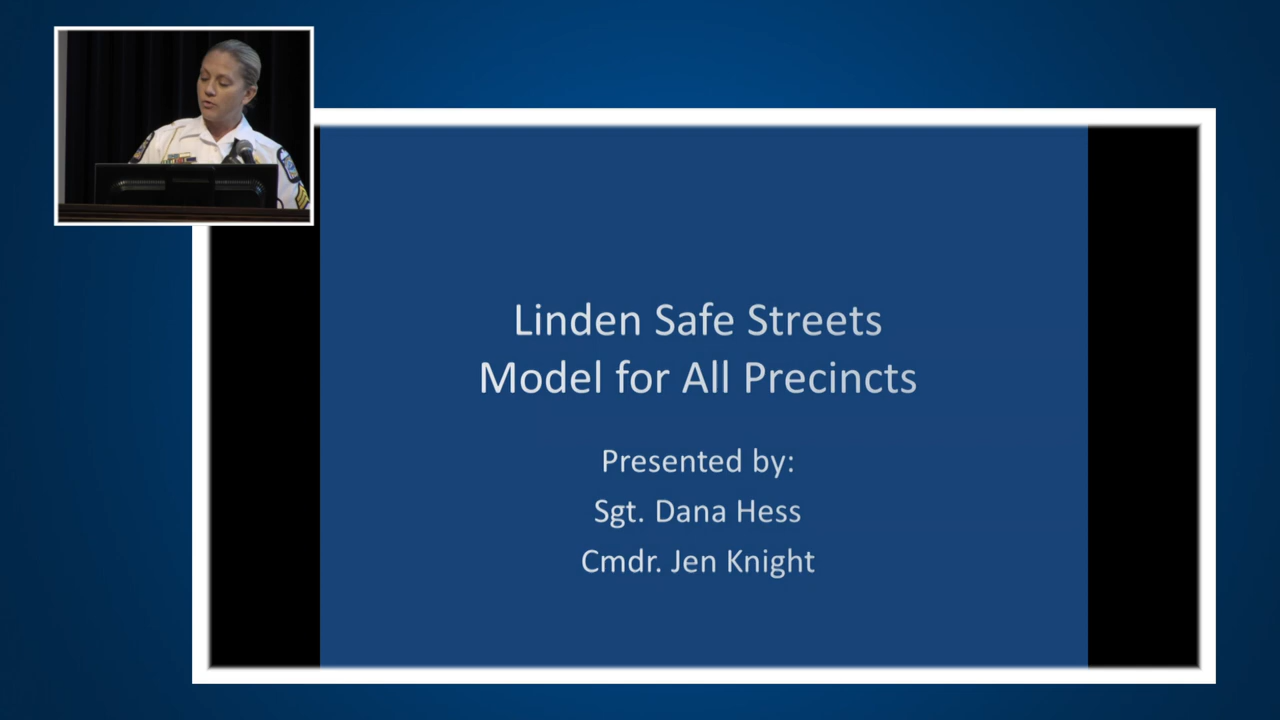 Linden Safe Streets
Model for All Precincts
Presented by:
Sgt. Dana Hess
Cmdr. Jen Knight